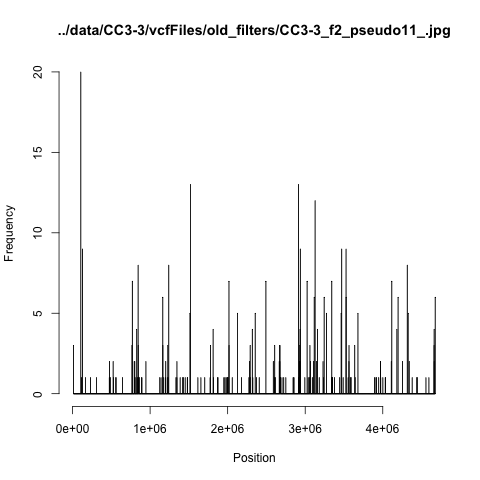 ../data/CC3-3/vcfFiles/old_filters/CC3-3_f2_pseudo11_.jpg
Frequency
20
15
10
5
0
0e+00 1e+06 2e+06 3e+06 4e+06
Position